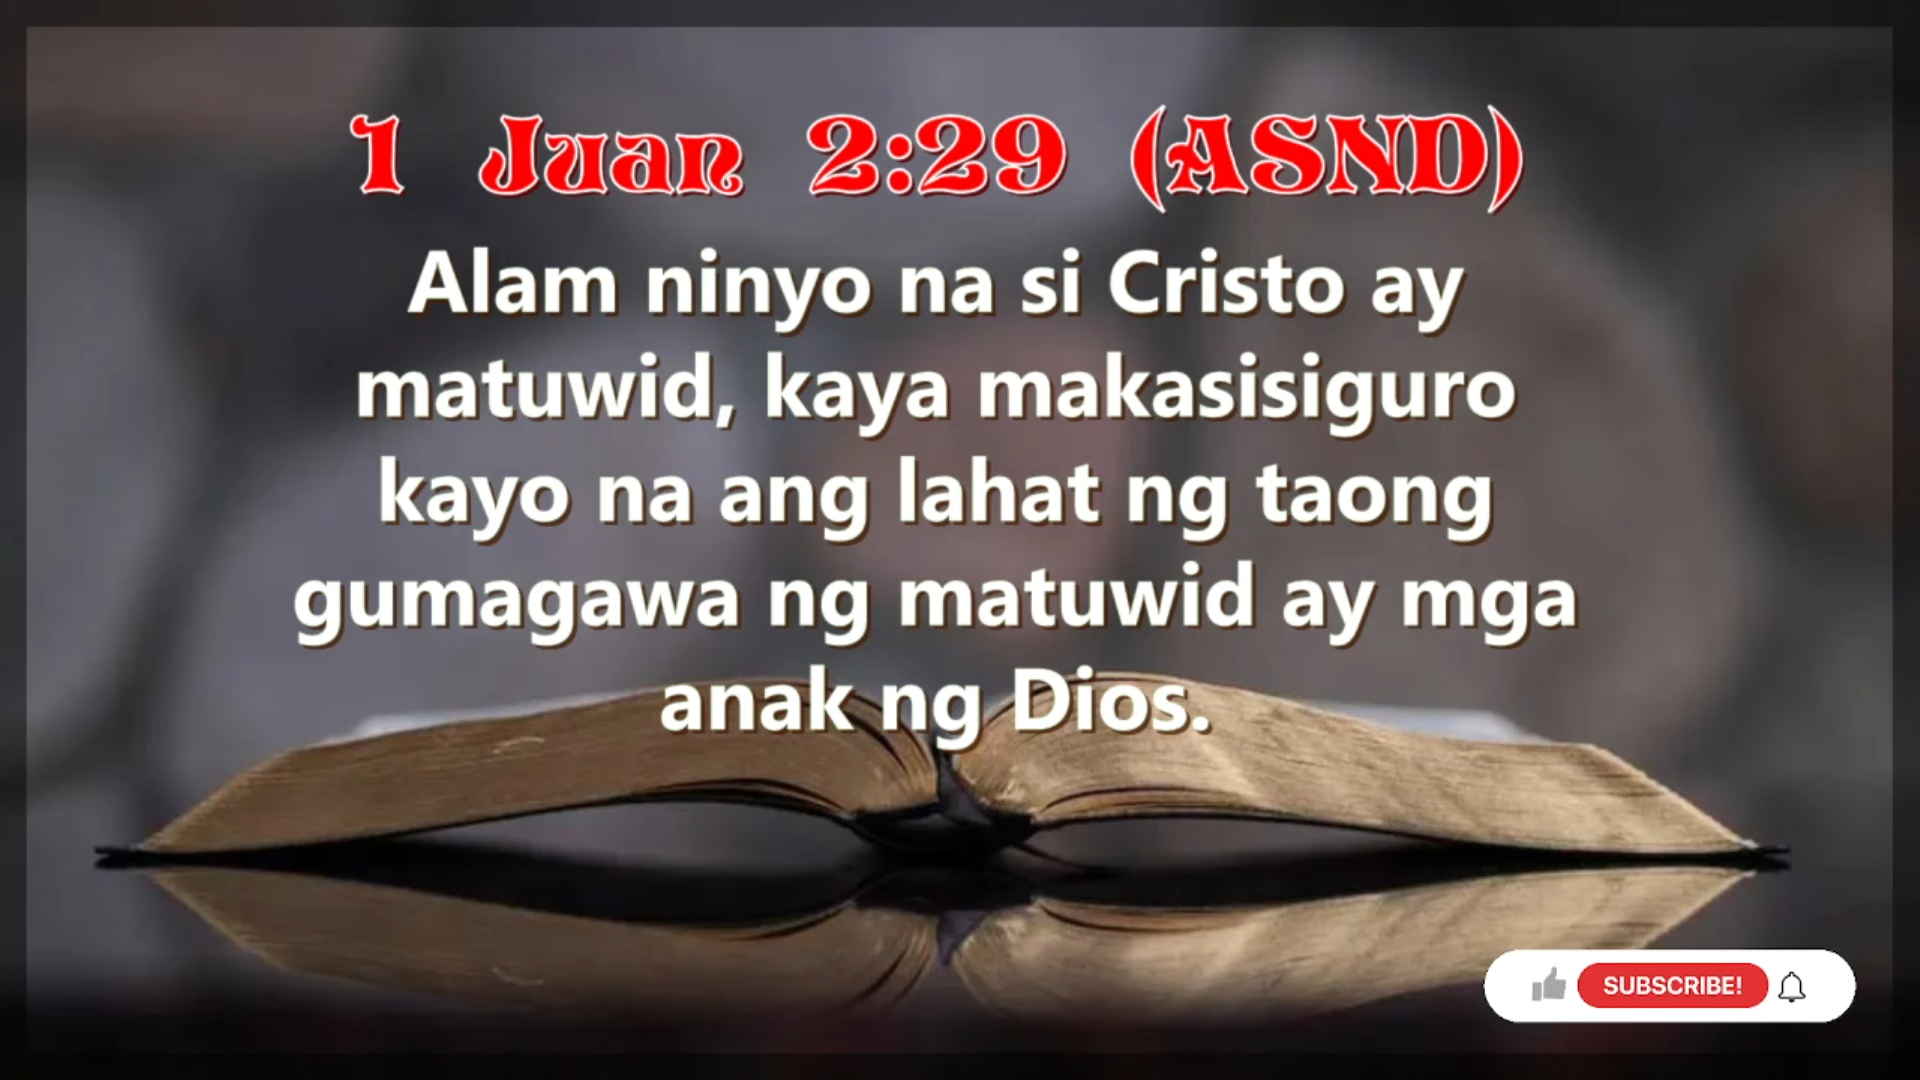 1 Juan 2:29 (ASND)
Alam ninyo na si Cristo ay
matuwid, kaya makasisiguro
kayo na ang lahat ng taong
gumagawa ng matuwid ay mga
anak ng Dios.
SUBSCRIBE!